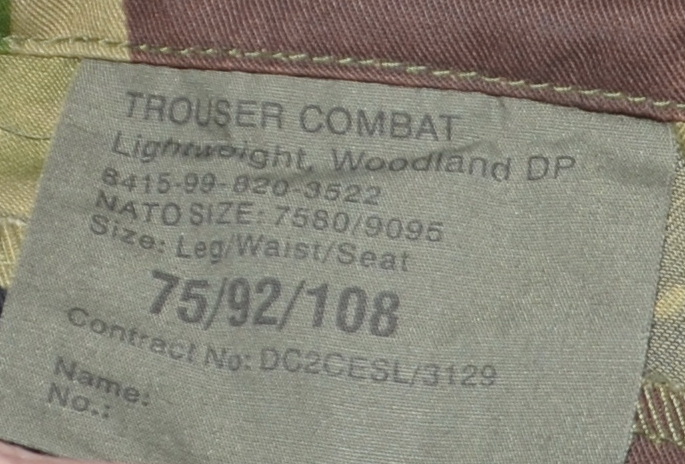 TROUSER COMBAT
Lightweight, Woodland DP
8415-99-820-3522
NATO SIZE: 7580/9095
Size: Leg/Waist/Seat
75/92/108
Contract No: DC2CESL/3129
Name:
No.: